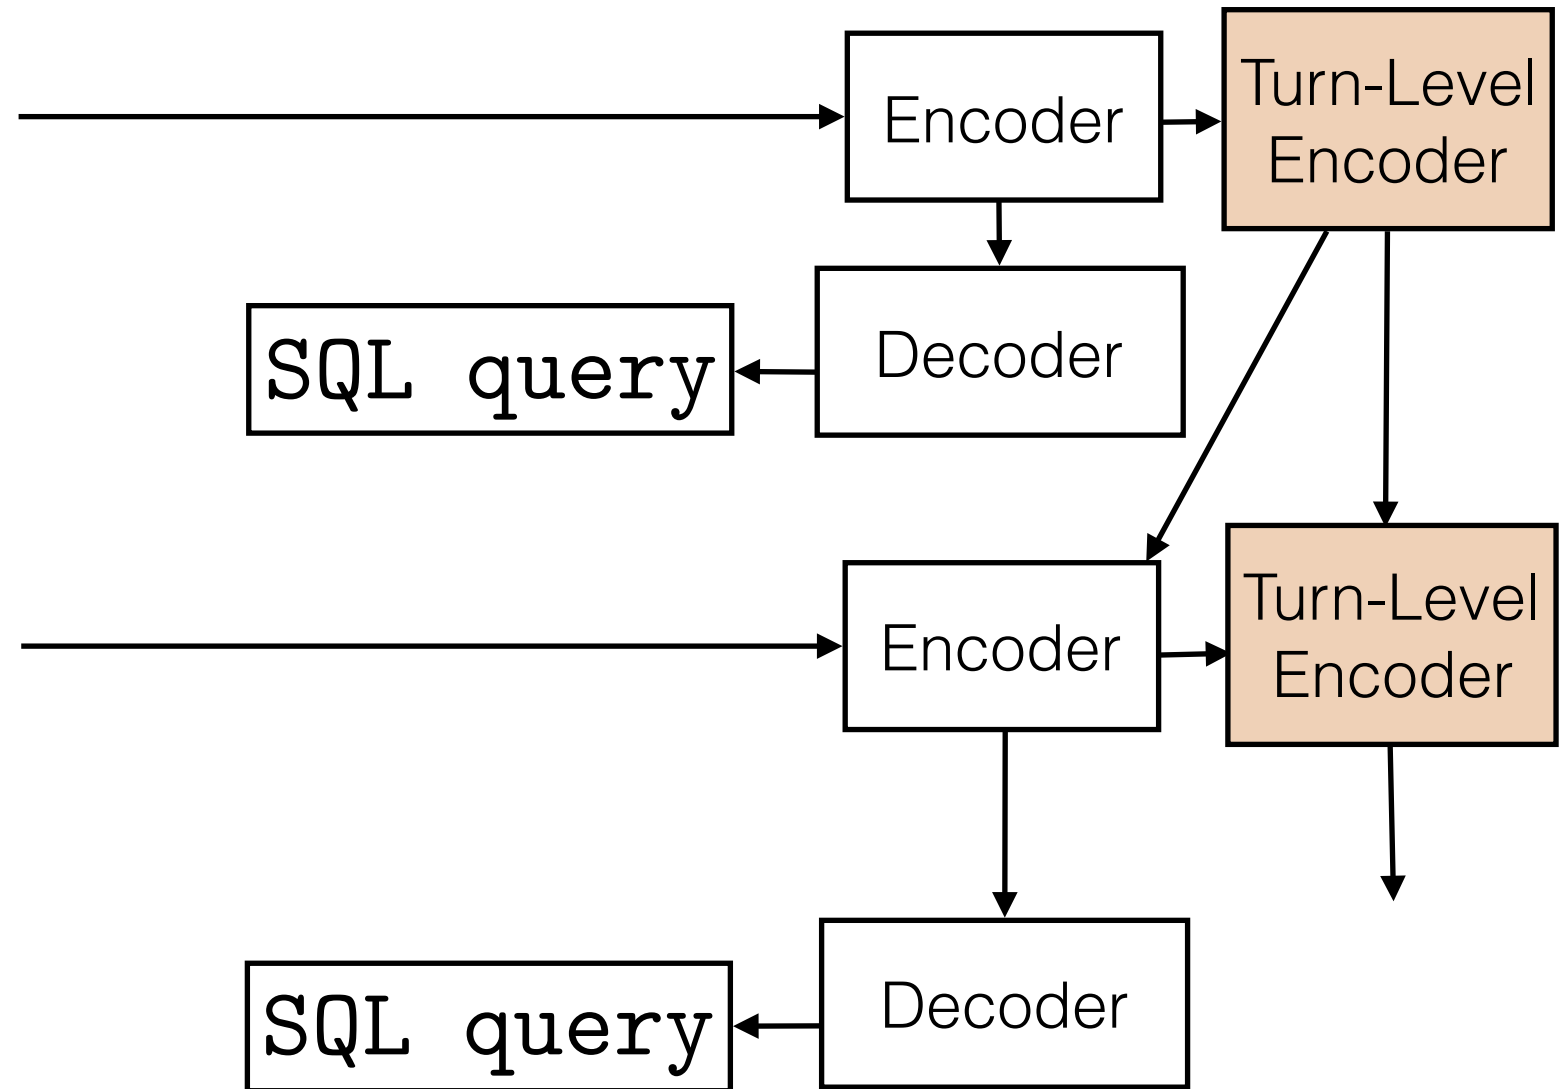 Encoder
Turn-Level
Encoder
SQL query
Decoder
Encoder
Turn-Level
Encoder
SQL query
Decoder